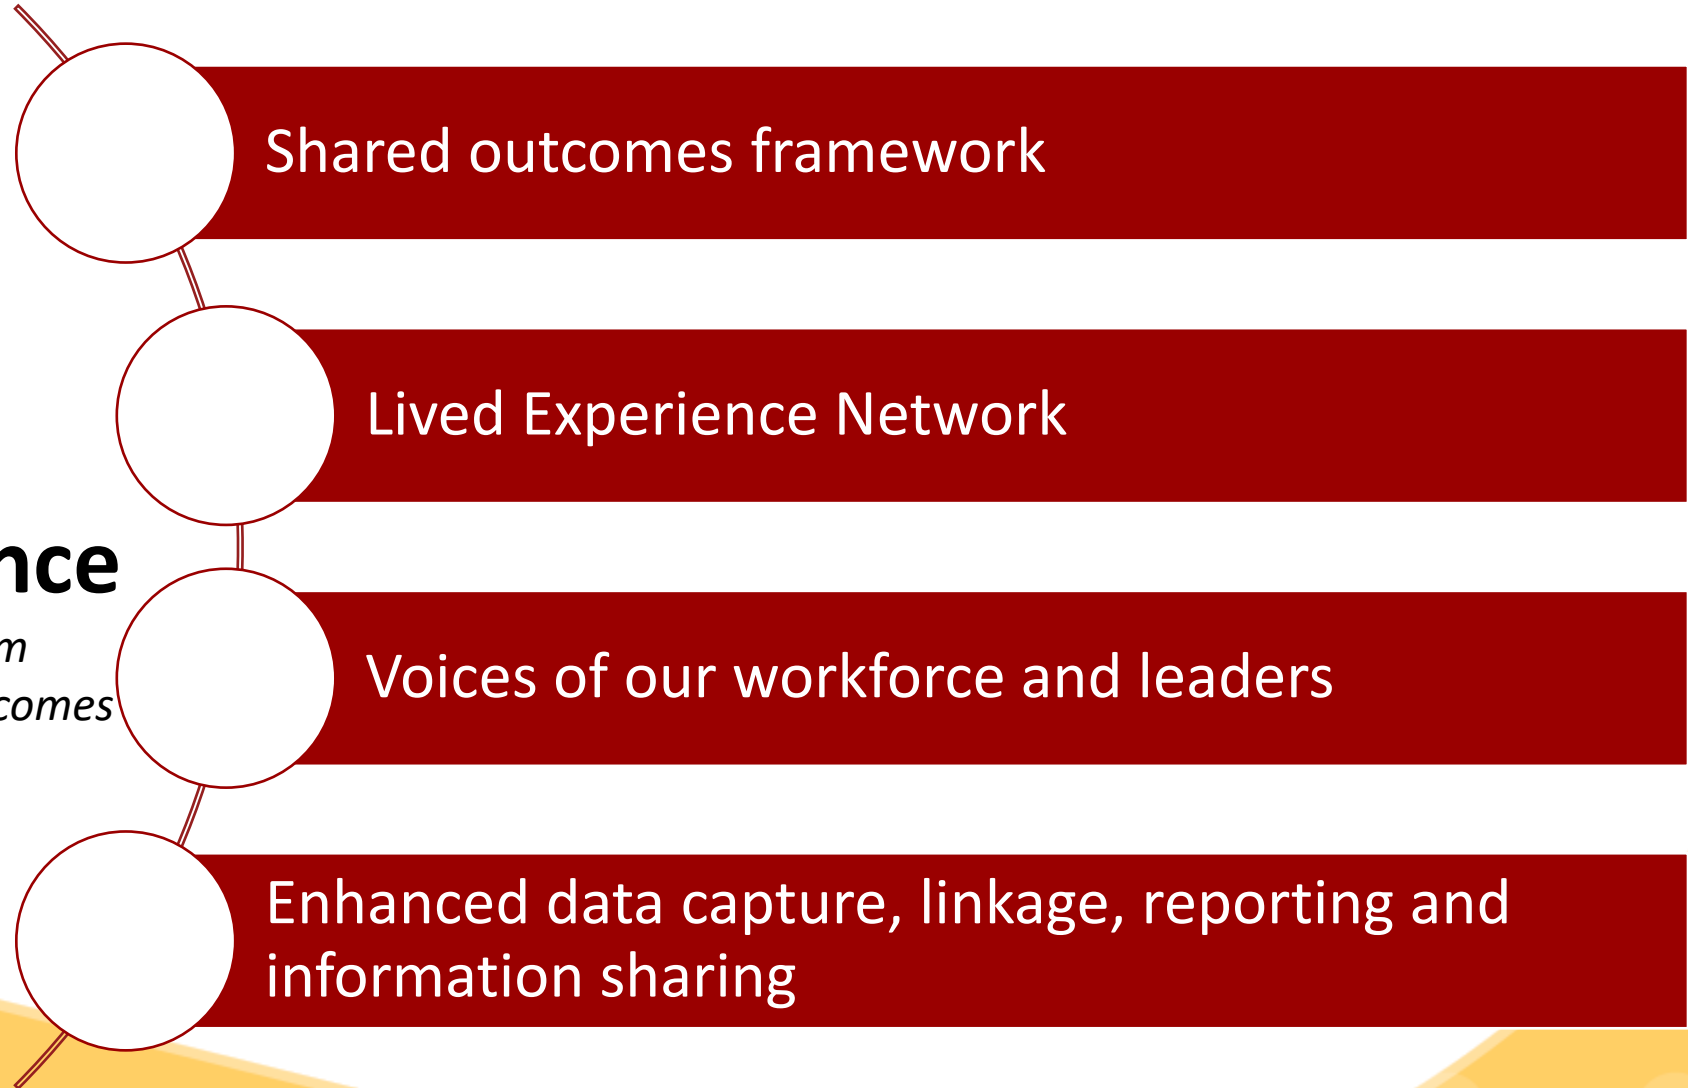 Shared outcomes framework
Lived Experience Network
nce
m
comes
Voices of our workforce and leaders
Enhanced data capture, linkage, reporting and
information sharing